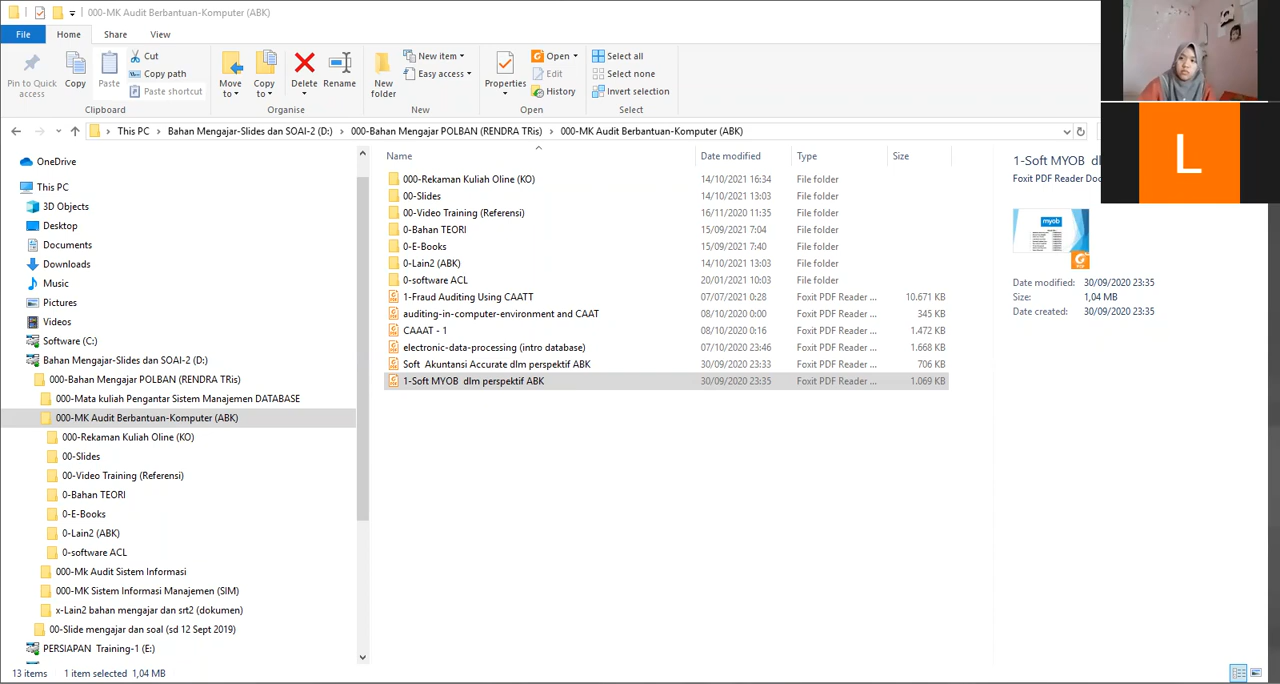 000-MK Audit Berbantuan-Komputer (ABK)
File Home Share View
Pin to Quick access
Copy
Paste
Cut
Copy path
Paste shortcut
Clipboard
Move to
Copy to
Delete
Rename
Organise
New folder
New item
Easy access
New
Properties
Open
Edit
History
Open
Select all
Select none
Invert selection
Select
This PC > Bahan Mengajar-Slides dan SOAI-2 (D:) > 000-Bahan Mengajar POLBAN (RENDRA TRis) > 000-MK Audit Berbantuan-Komputer (ABK)
OneDrive
This PC
3D Objects
Desktop
Documents
Downloads
Music
Pictures
Videos
Software (C:)
Bahan Mengajar-Slides dan SOAI-2 (D:)
000-Bahan Mengajar POLBAN (RENDRA TRis)
000-Mata kuliah Pengantar Sistem Manajemen DATABASE
000-MK Audit Berbantuan-Komputer (ABK)
000-Rekaman Kuliah Oline (KO)
00-Slides
00-Video Training (Referensi)
0-Bahan TEORI
0-E-Books
0-Lain2 (ABK)
0-software ACL
000-Mk Audit Sistem Informasi
000-MK Sistem Informasi Manajemen (SIM)
x-Lain2 bahan mengajar dan srt2 (dokumen)
00-Slide mengajar dan soal (sd 12 Sept 2019)
PERSIAPAN Training-1 (E:)
Name Date modified Type Size
000-Rekaman Kuliah Oline (KO) 14/10/2021 16:34 File folder
00-Slides 14/10/2021 13:03 File folder
00-Video Training (Referensi) 16/11/2020 11:35 File folder
0-Bahan TEORI 15/09/2021 7:04 File folder
0-E-Books 15/09/2021 7:40 File folder
0-Lain2 (ABK) 14/10/2021 13:03 File folder
0-software ACL 20/01/2021 10:03 File folder
1-Fraud Auditing Using CAATT 07/07/2021 0:28 Foxit PDF Reader ... 10.671 KB
auditing-in-computer-environment and CAAT 08/10/2020 0:00 Foxit PDF Reader ... 345 KB
CAAAT - 1 08/10/2020 0:16 Foxit PDF Reader ... 1.472 KB
electronic-data-processing (intro database) 07/10/2020 23:46 Foxit PDF Reader ... 1.668 KB
Soft Akuntansi Accurate dlm perspektif ABK 30/09/2020 23:33 Foxit PDF Reader ... 706 KB
1-Soft MYOB dlm perspektif ABK 30/09/2020 23:35 Foxit PDF Reader ... 1.069 KB
1-Soft MYOB
Foxit PDF Reader
myob
Date modified: 30/09/2020 23:35
Size: 1,04 MB
Date created: 30/09/2020 23:35
L
13 items 1 item selected 1,04 MB